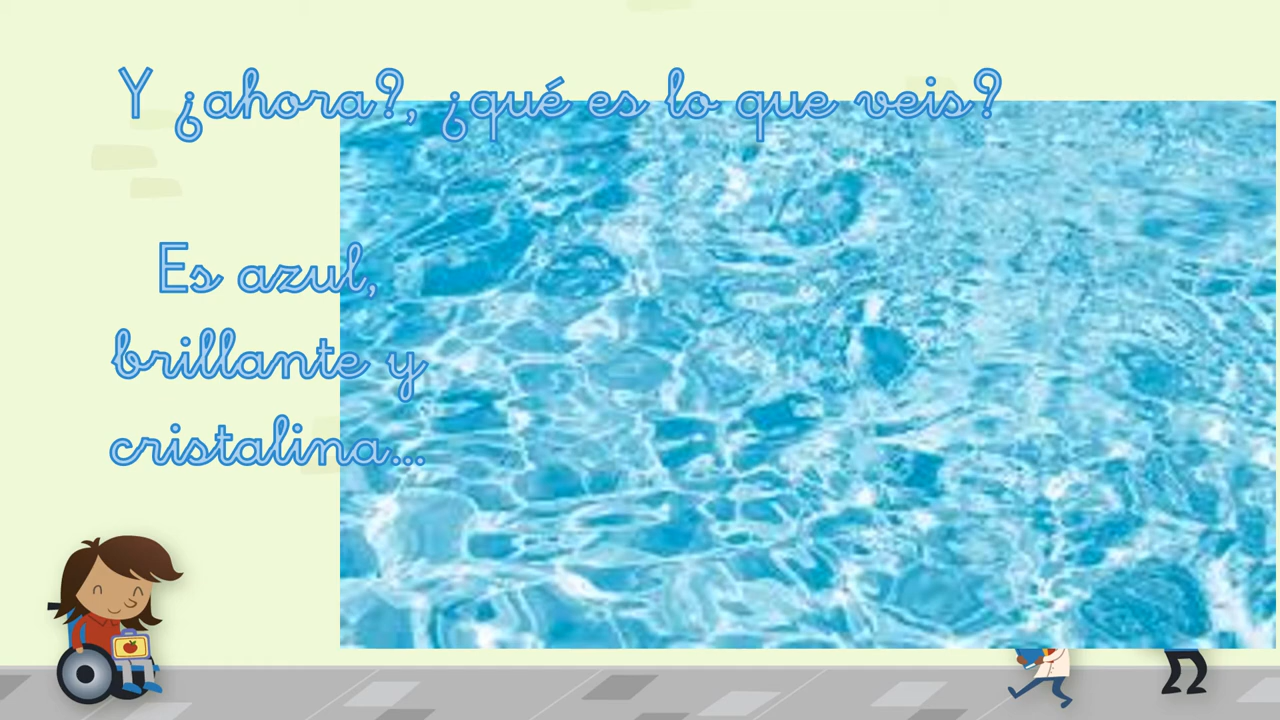 Y ¿ahora?, ¿qué es lo que veis?
Es azul,
brillante y
cristalina...